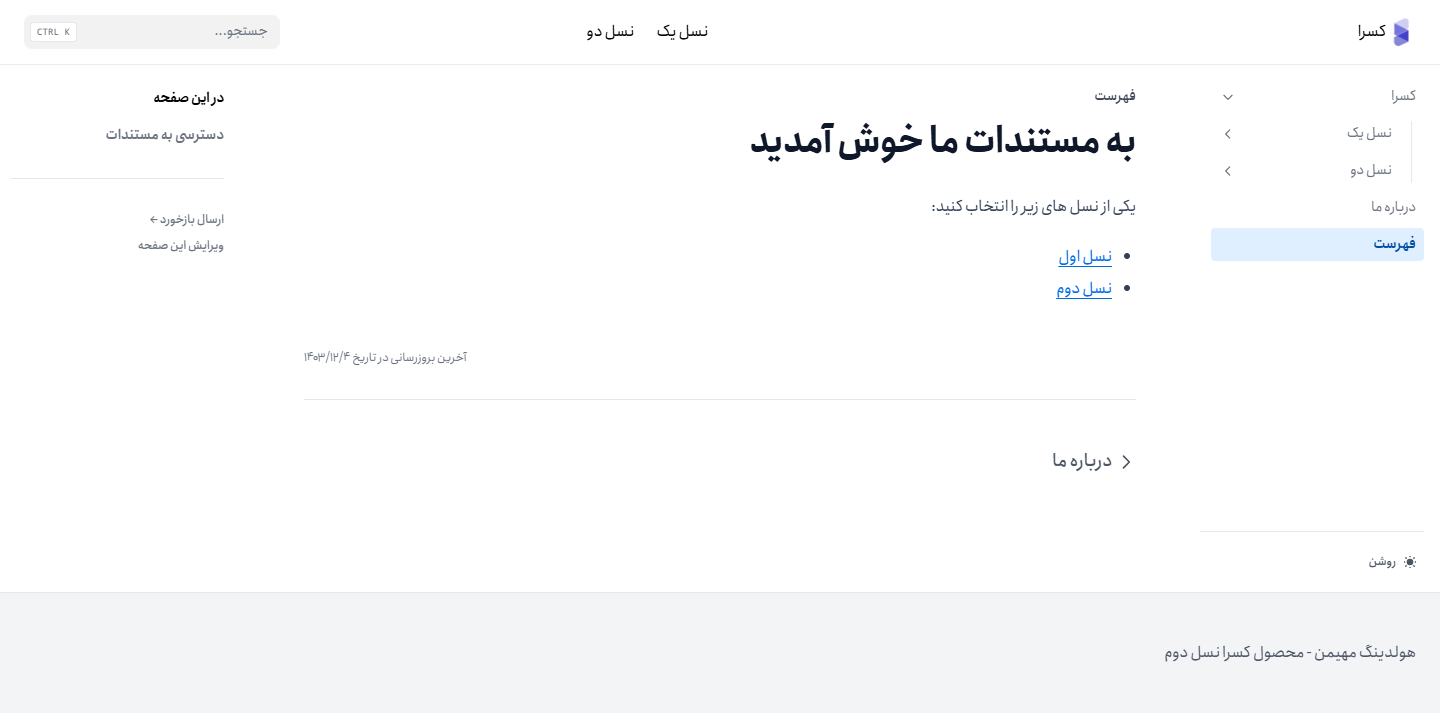 کسرا
نسل یک
نسل دو
جستجو...
CTRL K
کسرا
نسل یک
نسل دو
درباره ما
فهرست
روشن
فهرست
به مستندات ما خوش آمدید
یکی از نسل های زیر را انتخاب کنید:
نسل اول
نسل دوم
آخرین بروزرسانی در تاریخ ۱۴۰۳/۱۲/۴
درباره ما
در این صفحه
دسترسی به مستندات
ارسال بازخورد ←
ویرایش این صفحه
هولدینگ مهیمن - محصول کسرا نسل دوم